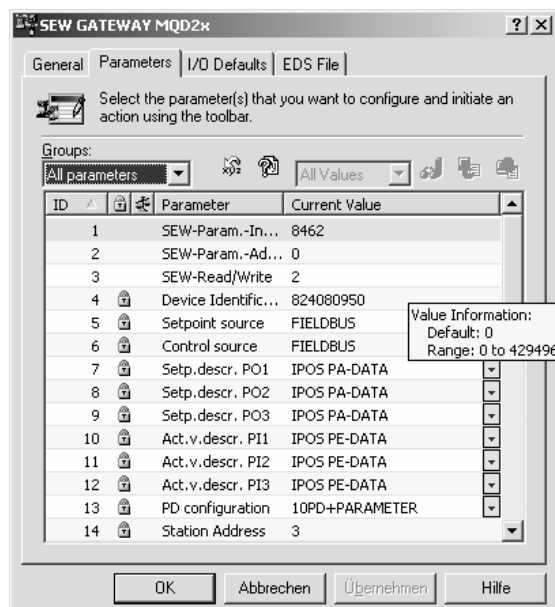 SEW GATEWAY MQD2x
General Parameters I/O Defaults EDS File
Select the parameter(s) that you want to configure and initiate an
action using the toolbar.
Groups:
All parameters xyz All Values
ID Parameter Current Value
1 SEW-Param.-In... 8462
2 SEW-Param.-Ad... 0
3 SEW-Read/Write 2
4 Device Identific... 824080950
5 Setpoint source FIELDBUS
6 Control source FIELDBUS
Value Information:
Default: 0
Range: 0 to 429496
7 Setp.descr. PO1 IPOS PA-DATA
8 Setp.descr. PO2 IPOS PA-DATA
9 Setp.descr. PO3 IPOS PA-DATA
10 Act.v.descr. PI1 IPOS PE-DATA
11 Act.v.descr. PI2 IPOS PE-DATA
12 Act.v.descr. PI3 IPOS PE-DATA
13 PD configuration 10PD+PARAMETER
14 Station Address 3
OK Abbrechen Übernehmen Hilfe